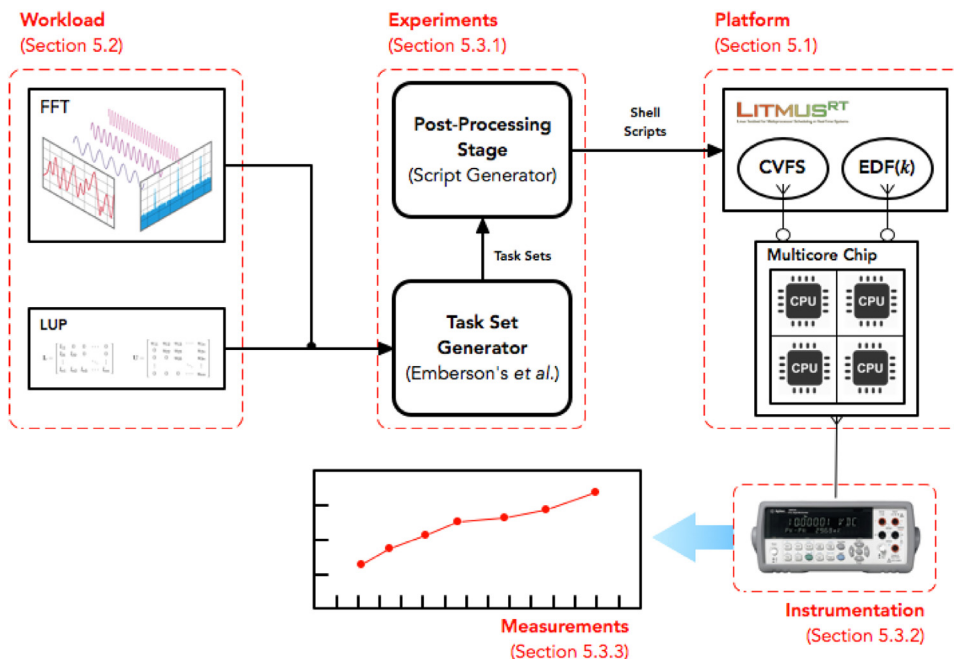 Workload
(Section 5.2)
Experiments
(Section 5.3.1)
Platform
(Section 5.1)
FFT
LUP
Post-Processing
Stage
(Script Generator)
Task Sets
Task Set
Generator
(Emberson's et al.)
Shell
Scripts
LITMUS RT
CVFS
EDF(k)
Multicore Chip
CPU
CPU
CPU
CPU
Instrumentation
(Section 5.3.2)
Measurements
(Section 5.3.3)